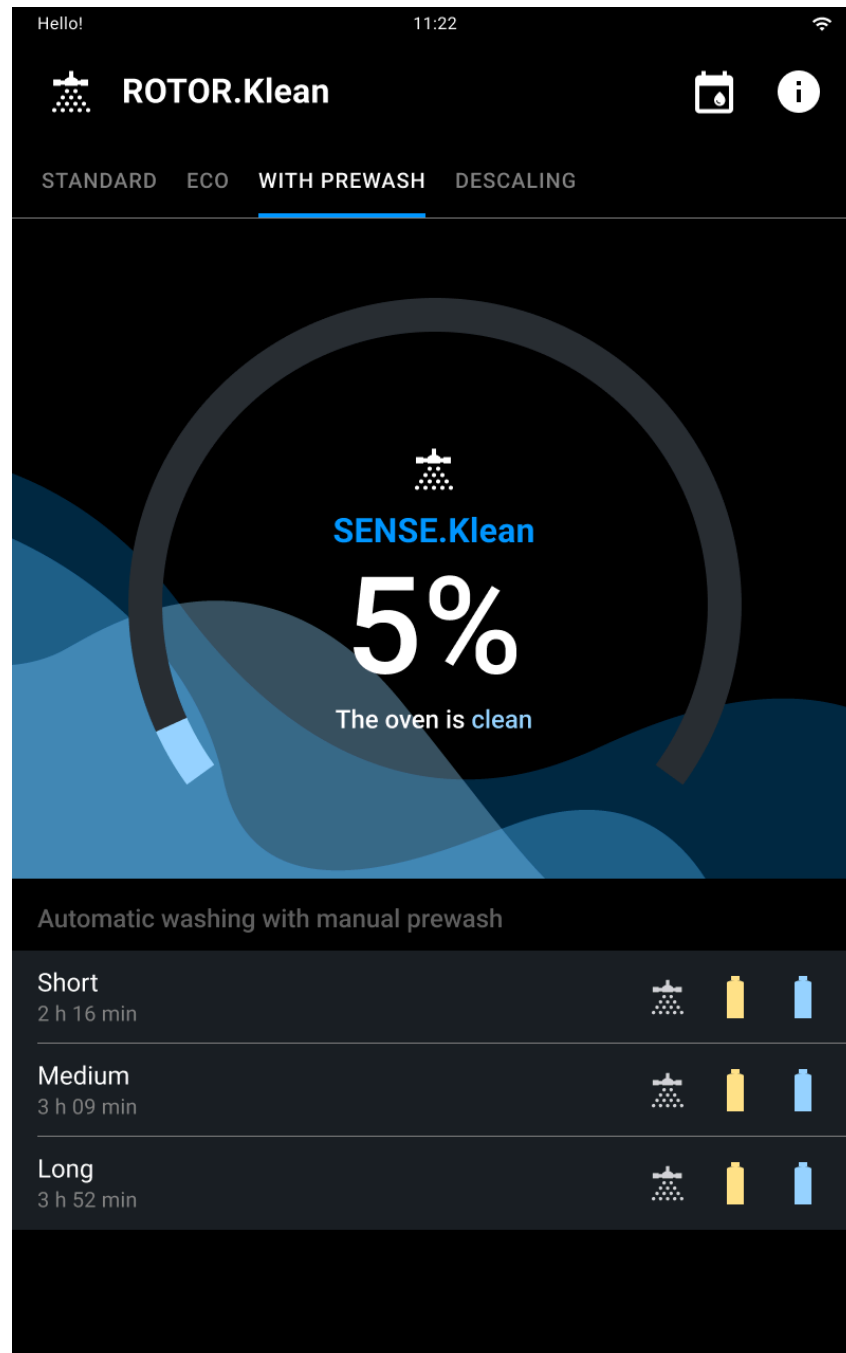 Hello!
11:22
ROTOR.Klean
STANDARD ECO WITH PREWASH DESCALING
SENSE.Klean
5%
The oven is clean
Automatic washing with manual prewash
Short
2 h 16 min
Medium
3 h 09 min
Long
3 h 52 min